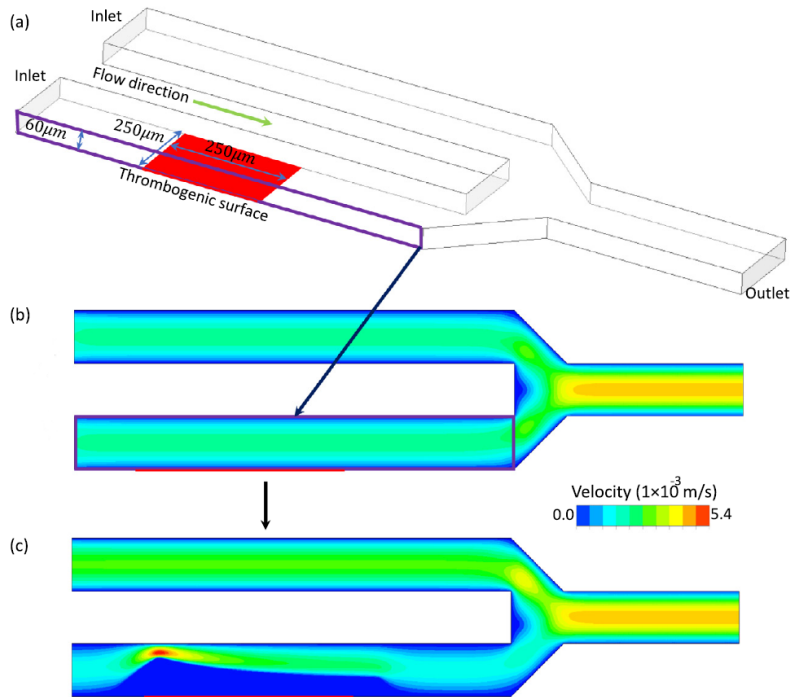 (a)
Inlet
Inlet
Flow direction
60μm
250μm
250μm
Thrombogenic surface
Outlet
(b)
Velocity (1×10-3 m/s)
0.0
5.4
(c)